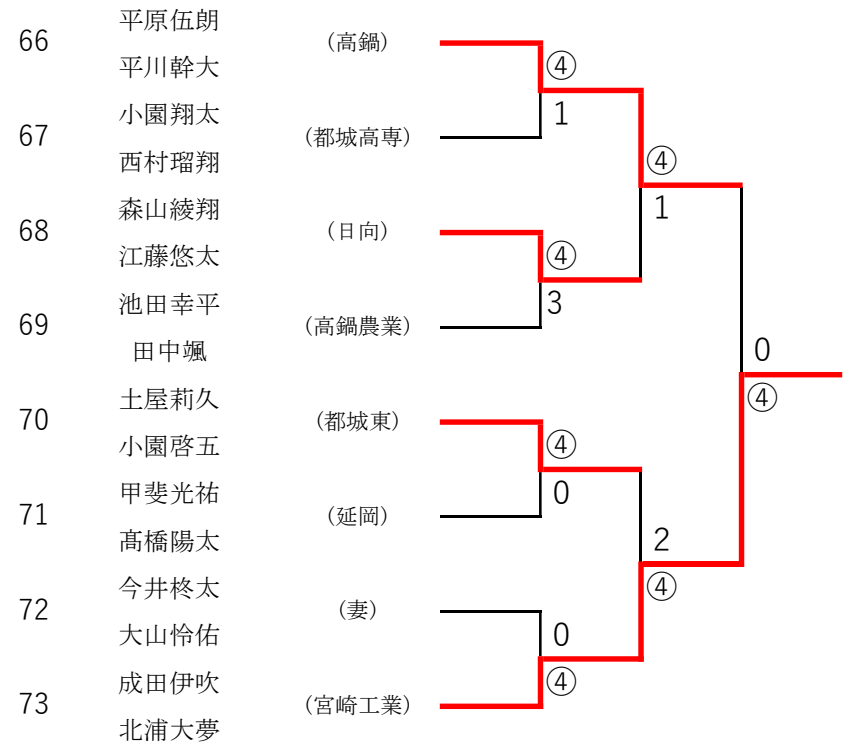 平原伍朗
66 (高鍋)
平川幹大
④
小園翔太
1
67 (都城高専)
西村瑠翔
④
森山綾翔
1
68 (日向)
江藤悠太
④
池田幸平
3
69 (高鍋農業)
田中颯
0
土屋莉久
④
70 (都城東)
小園啓五
④
甲斐光祐
0
71 (延岡)
髙橋陽太
2
今井柊太
④
72 (妻)
大山怜佑
0
成田伊吹
④
73 (宮崎工業)
北浦大夢